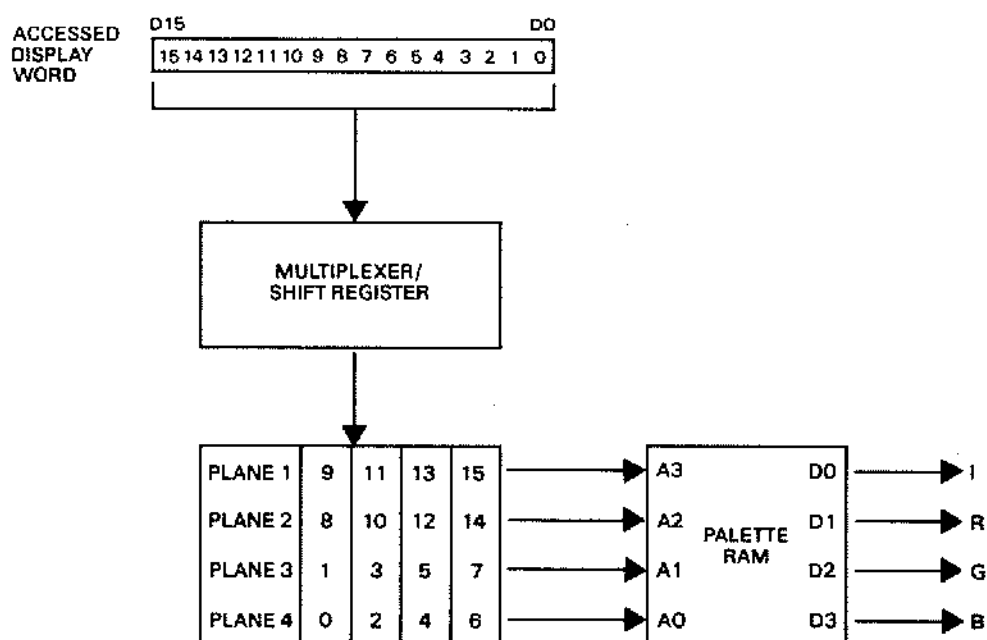 ACCESSED
DISPLAY
WORD
D15 D0
15 14 13 12 11 10 9 8 7 6 5 4 3 2 1 0
MULTIPLEXER/
SHIFT REGISTER
PLANE 1 9 11 13 15
PLANE 2 8 10 12 14
PLANE 3 1 3 5 7
PLANE 4 0 2 4 6
A3 D0 I
A2 D1 R
PALETTE
RAM
A1 D2 G
A0 D3 B